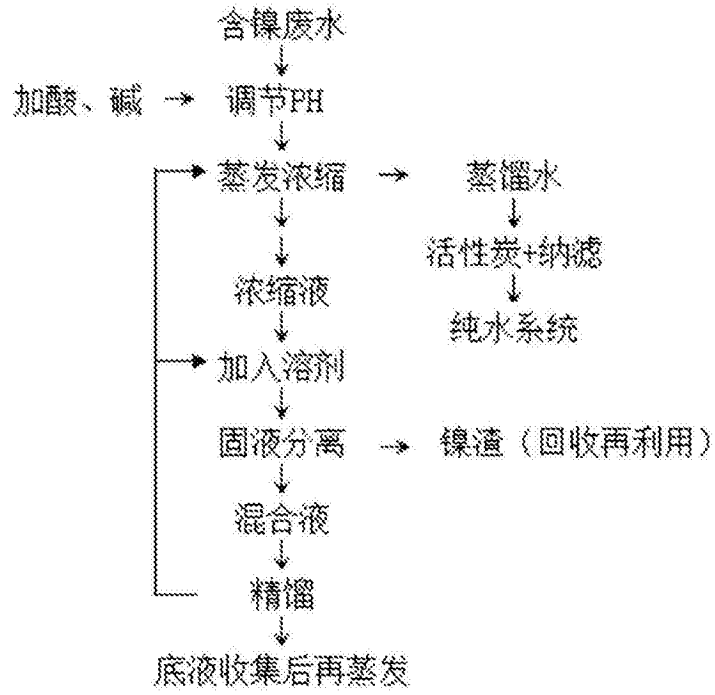 含镍废水
加酸、碱 → 调节PH
蒸发浓缩 → 蒸馏水
活性炭+纳滤
浓缩液
纯水系统
加入溶剂
固液分离 → 镍渣（回收再利用）
混合液
精馏
底液收集后再蒸发